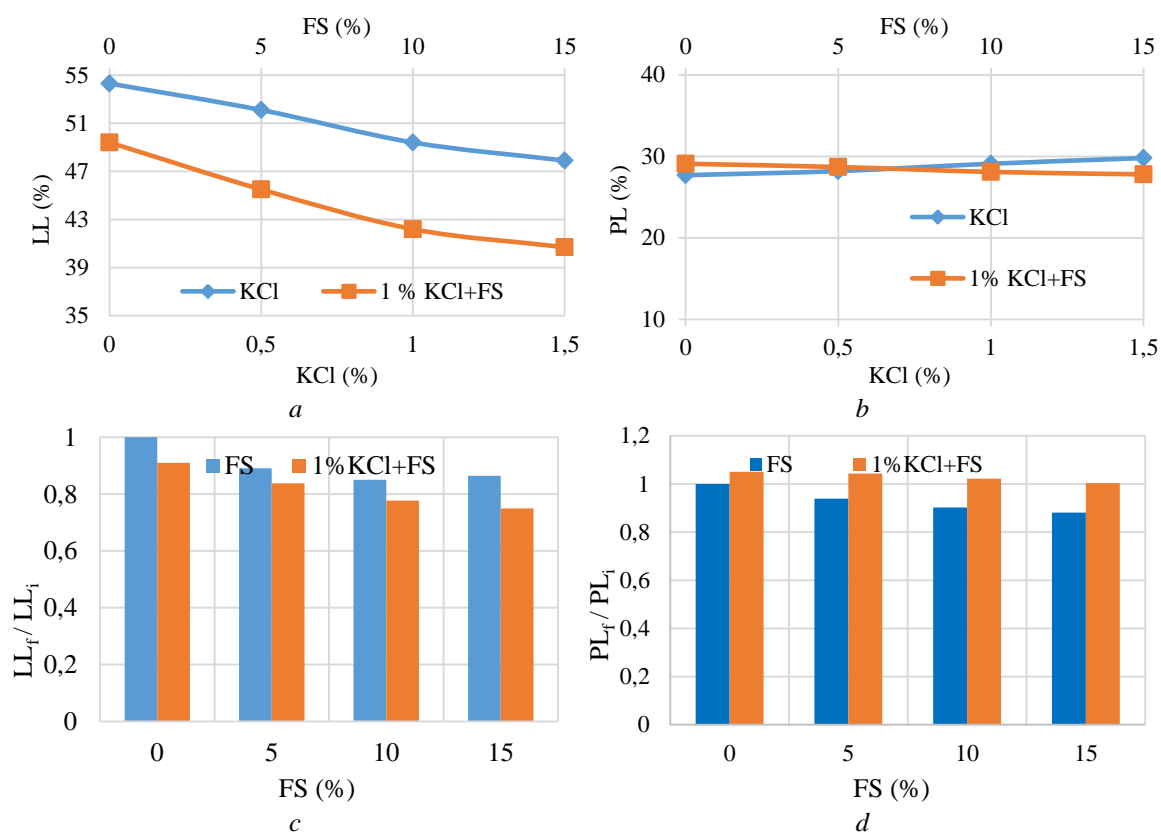 FS (%)
0 5 10 15
55
51
47
43
39
35
LL (%)
KCl 1 % KCl+FS
0 0,5 1 1,5
KCl (%)
a
FS (%)
0 5 10 15
40
30
20
10
PL (%)
KCl
1% KCl+FS
0 0,5 1 1,5
KCl (%)
b
1
0,8
0,6
0,4
0,2
0
LLf / LLi
FS 1%KCl+FS
0 5 10 15
FS (%)
c
1,2
1
0,8
0,6
0,4
0,2
0
PLf / PLi
FS 1%KCl+FS
0 5 10 15
FS (%)
d